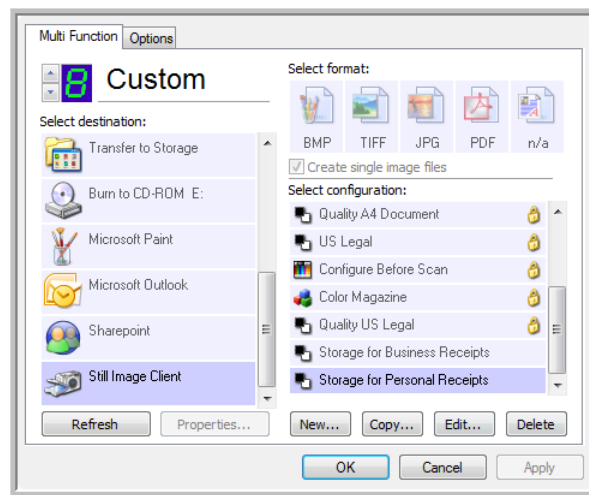 Multi Function
Options
8
Custom
Select destination:
Transfer to Storage
Burn to CD-ROM E:
Microsoft Paint
Microsoft Outlook
Sharepoint
Still Image Client
Refresh
Properties...
Select format:
BMP TIFF JPG PDF n/a
Create single image files
Select configuration:
Quality A4 Document
US Legal
Configure Before Scan
Color Magazine
Quality US Legal
Storage for Business Receipts
Storage for Personal Receipts
New... Copy... Edit... Delete
OK Cancel Apply